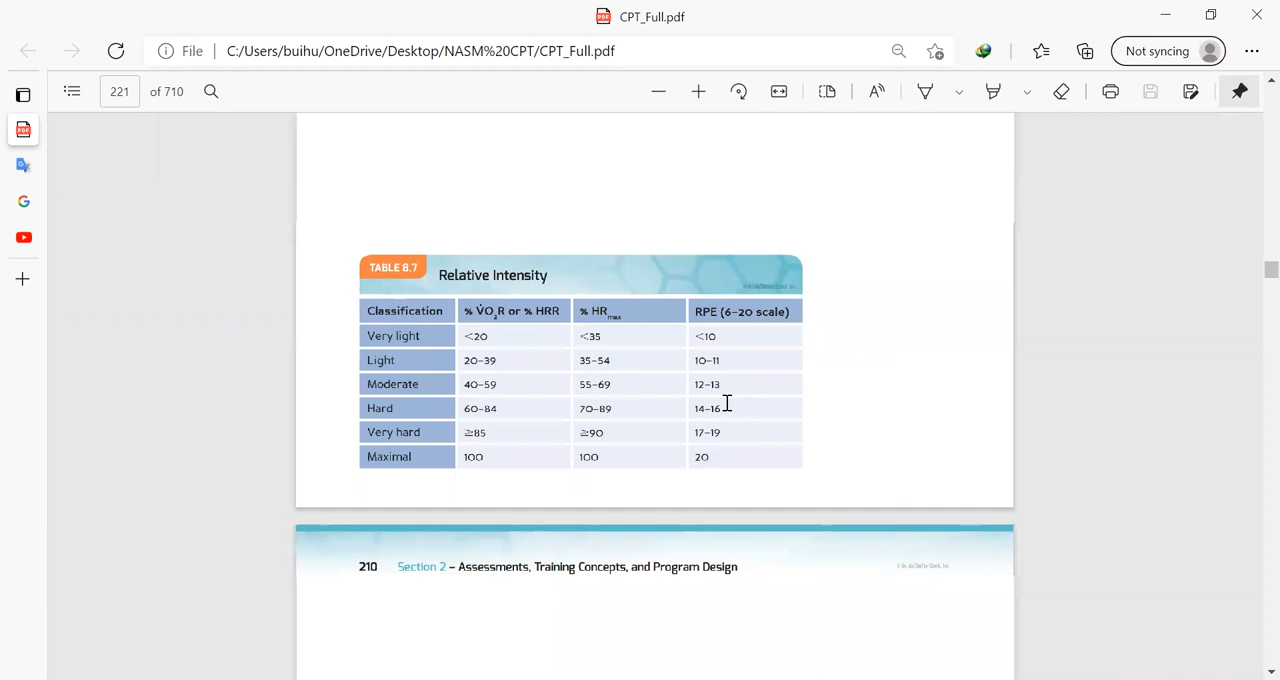 CPT_Full.pdf
File C:/Users/buihu/OneDrive/Desktop/NASM%20CPT/CPT_Full.pdf Not syncing
221 of 710
TABLE 8.7 Relative Intensity
Classification % V̇O2R or % HRR % HRmax RPE (6–20 scale)
Very light <20 <35 <10
Light 20–39 35–54 10–11
Moderate 40–59 55–69 12–13
Hard 60–84 70–89 14–16
Very hard ≥85 ≥90 17–19
Maximal 100 100 20
210 Section 2 – Assessments, Training Concepts, and Program Design